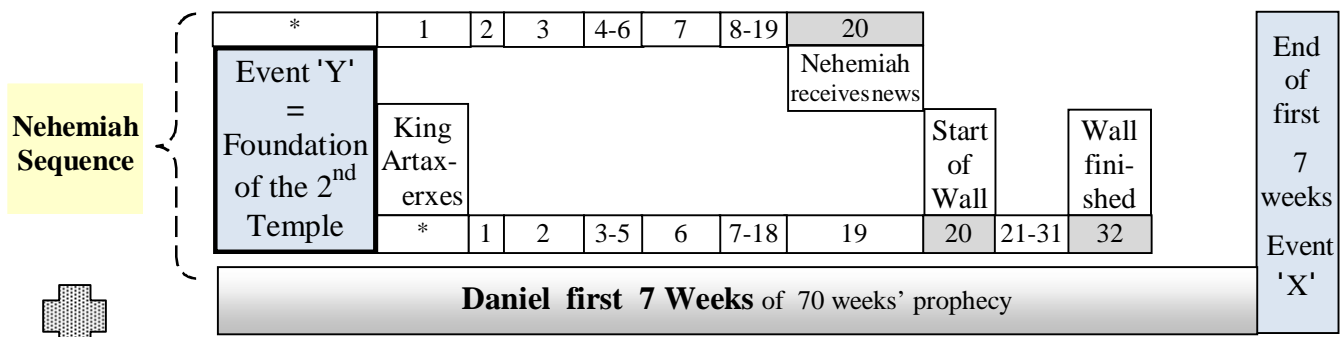 * 1 2 3 4-6 7 8-19 20
Nehemiah
Sequence
Event 'Y'
=
Foundation
of the 2nd
Temple
King
Artax-
erxes
Nehemiah
receives news
Start
of
Wall
Wall
fini-
shed
* 1 2 3-5 6 7-18 19 20 21-31 32
Daniel first 7 Weeks of 70 weeks’ prophecy
End
of
first
7
weeks
Event
'X'